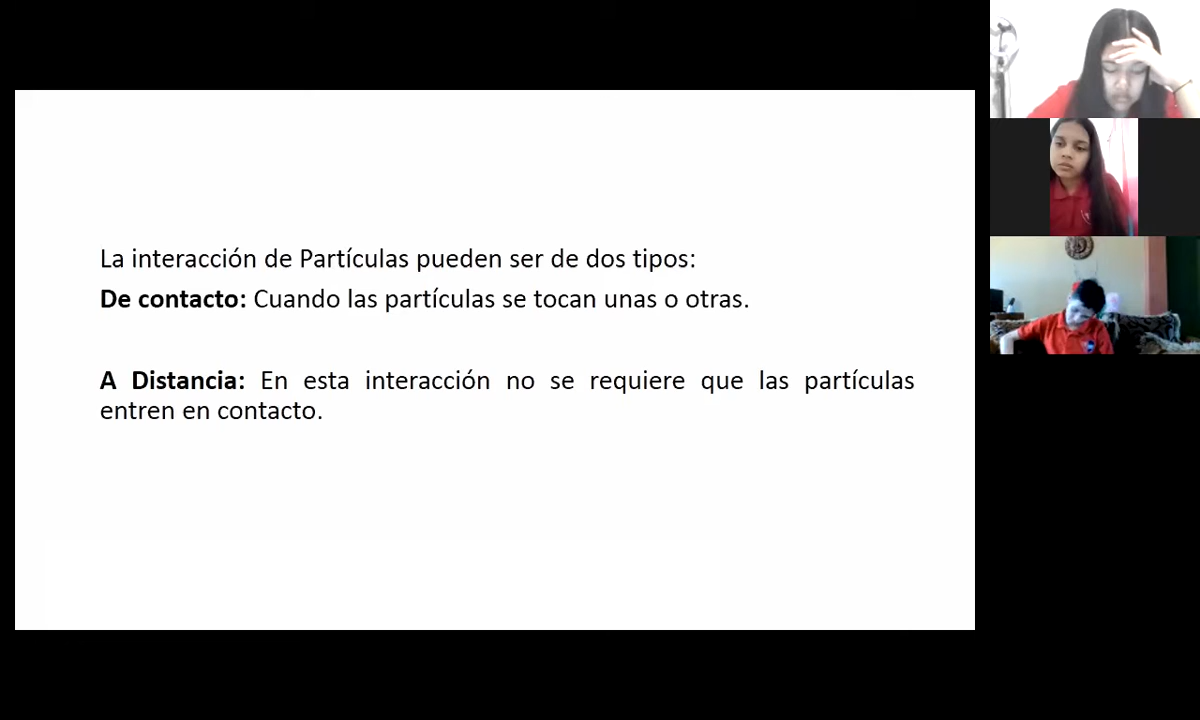 La interacción de Partículas pueden ser de dos tipos:
De contacto: Cuando las partículas se tocan unas o otras.
A Distancia: En esta interacción no se requiere que las partículas
entren en contacto.